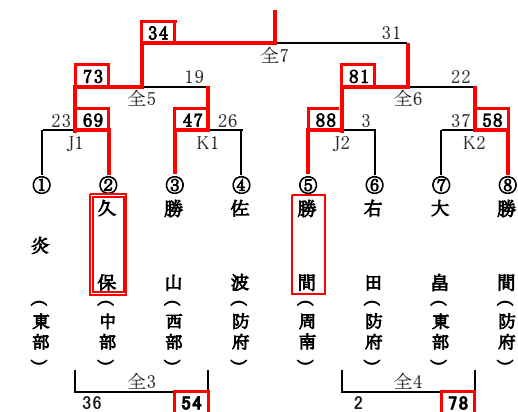 34 31
全7
73 19 81 22
全5 全6
23 69 47 26 88 3 37 58
J1 K1 J2 K2
① ② ③ ④ ⑤ ⑥ ⑦ ⑧
炎(東部)
久保(中部)
勝山(西部)
佐波(防府)
勝間(周南)
右田(防府)
大畠(東部)
勝間(防府)
全3 全4
36 54 2 78